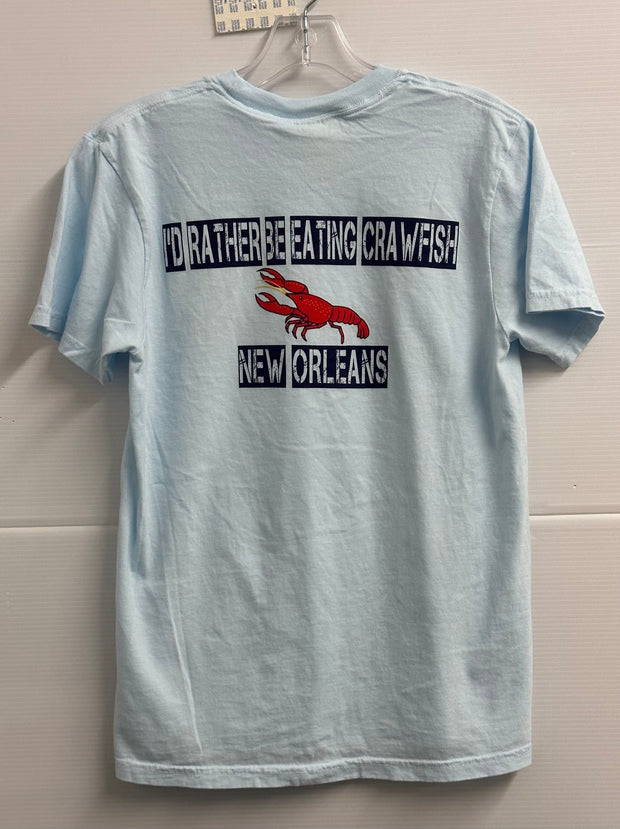 I'D RATHER BE EATING CRAWFISH
NEW ORLEANS